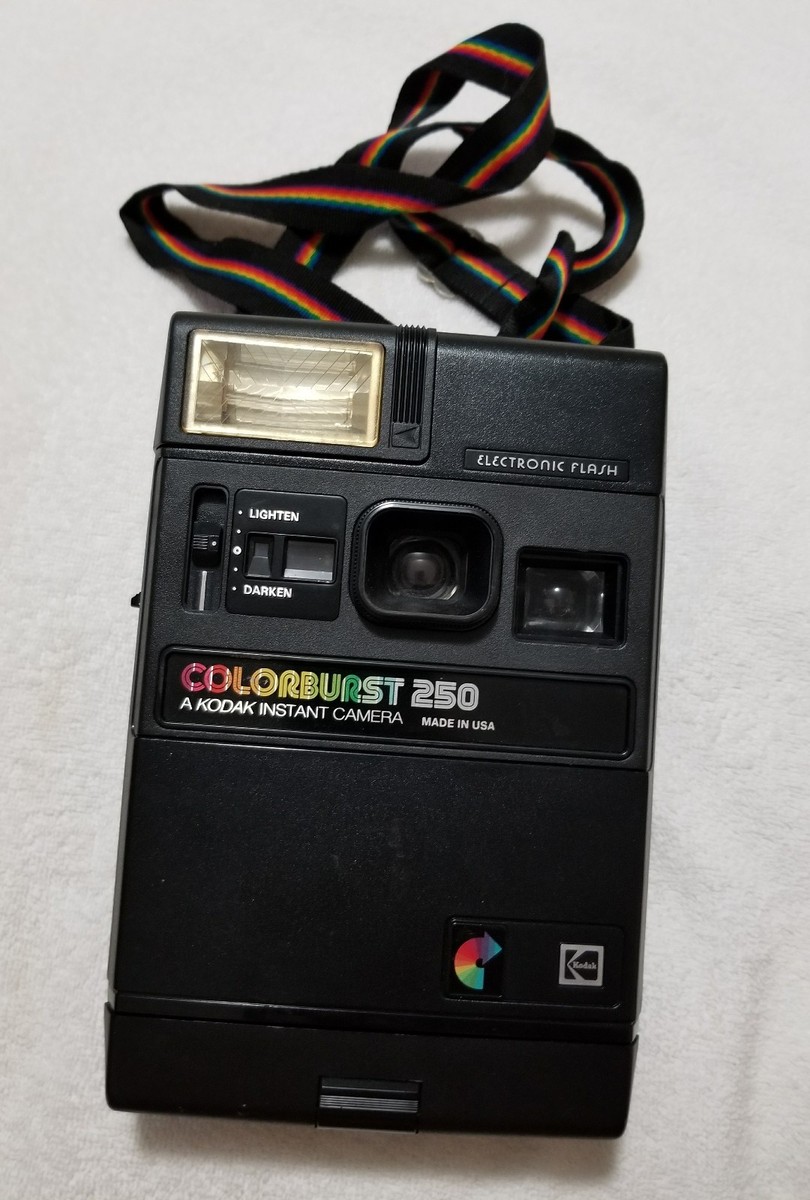 ELECTRONIC FLASH
LIGHTEN
DARKEN
COLORBURST 250
A KODAK INSTANT CAMERA MADE IN USA
Kodak